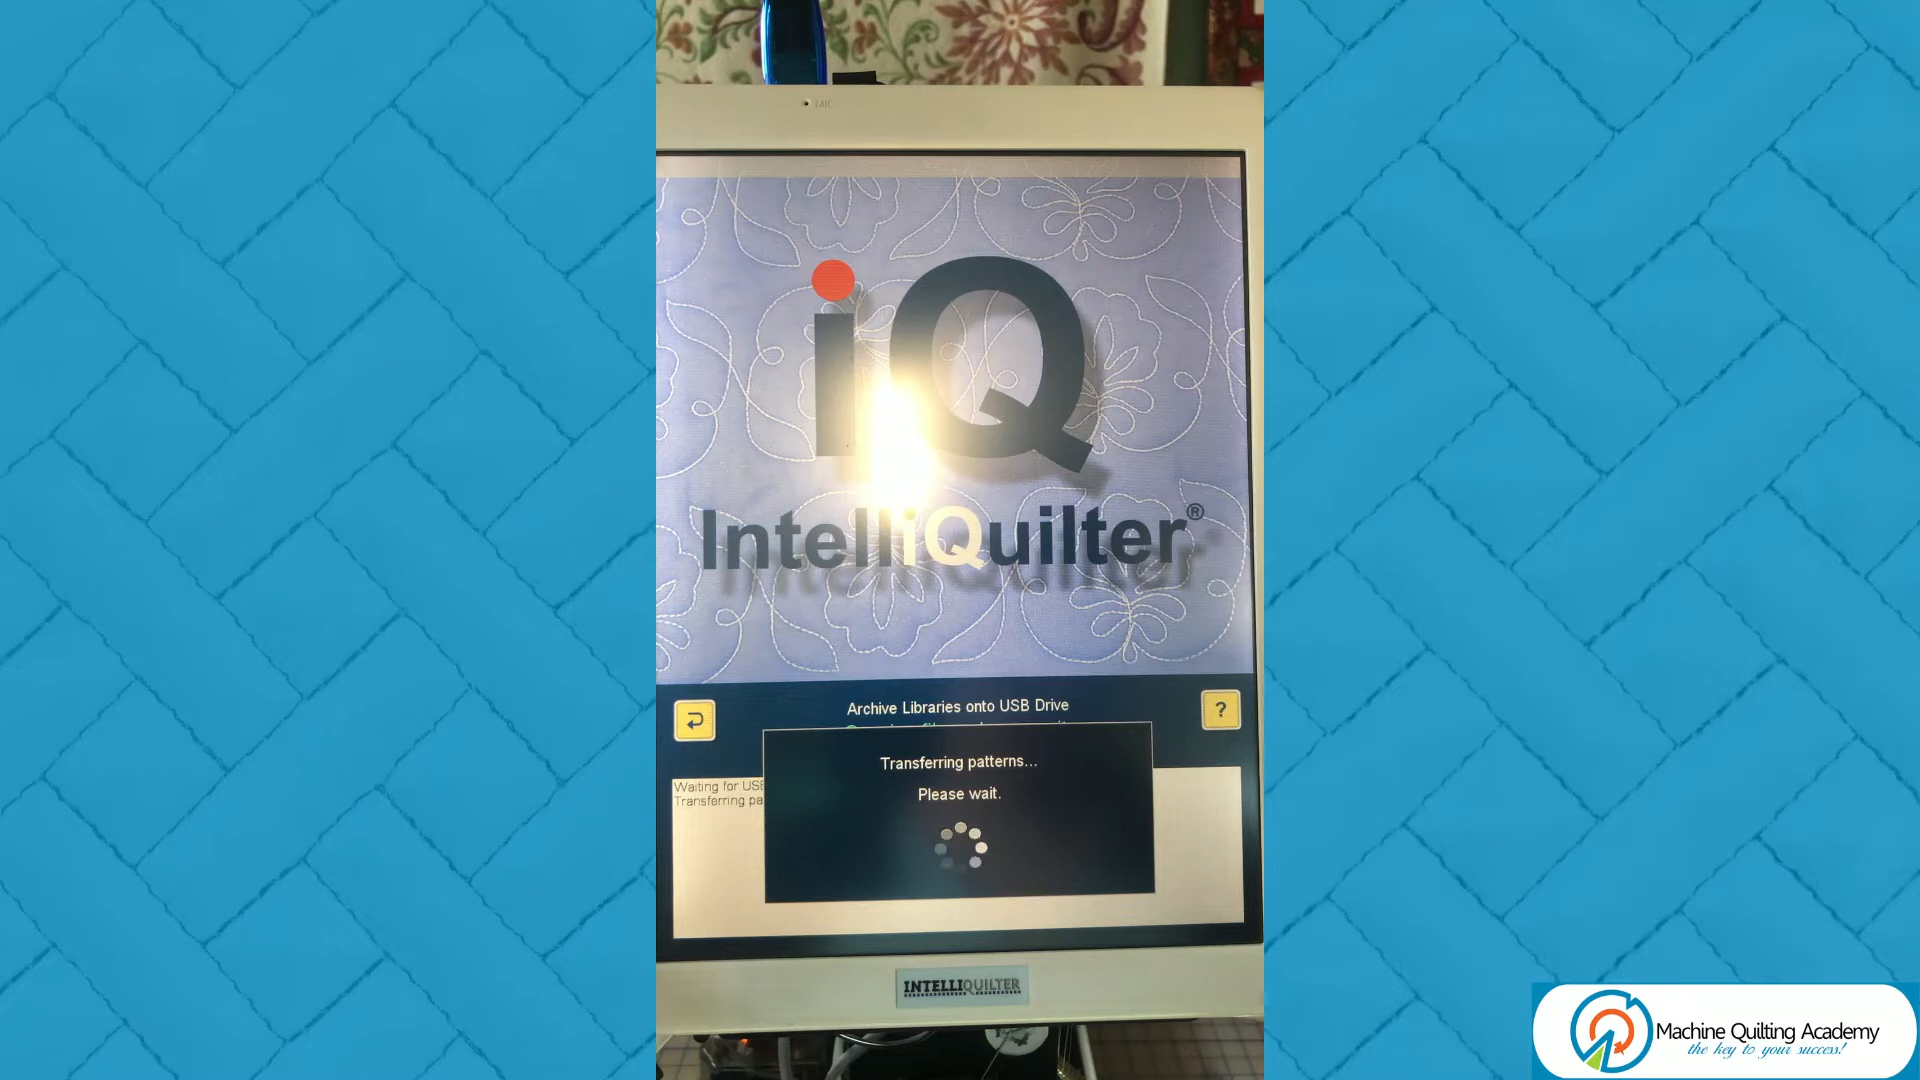 iQ
IntelliQuilter®
Archive Libraries onto USB Drive
?
Transferring patterns...
Please wait.
Waiting for USB
Transferring pa
INTELLIQUILTER
Machine Quilting Academy
the key to your success!